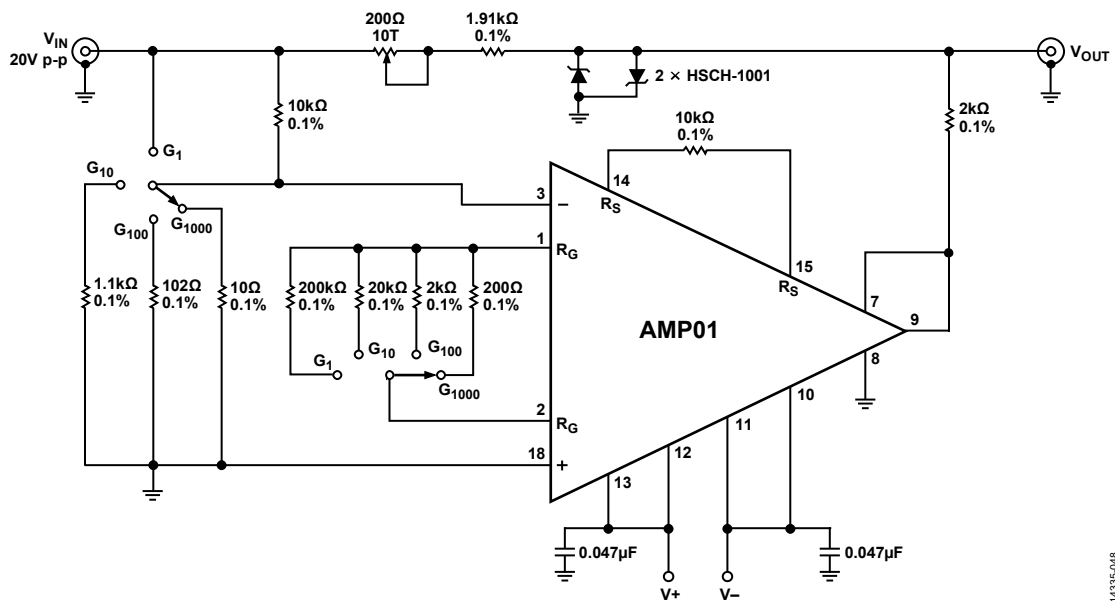 VIN
20V p-p
200Ω
10T
1.91kΩ
0.1%
VOUT
2 × HSCH-1001
10kΩ
0.1%
2kΩ
0.1%
10kΩ
0.1%
G1
G10
G100
G1000
3
–
14
RS
1
RG
15
RS
1.1kΩ
0.1%
102Ω
0.1%
10Ω
0.1%
200kΩ
0.1%
20kΩ
0.1%
2kΩ
0.1%
200Ω
0.1%
AMP01
7
9
8
G1
G10
G100
G1000
2
RG
10
11
12
13
18
+
0.047µF
0.047µF
V+
V–
14335-048